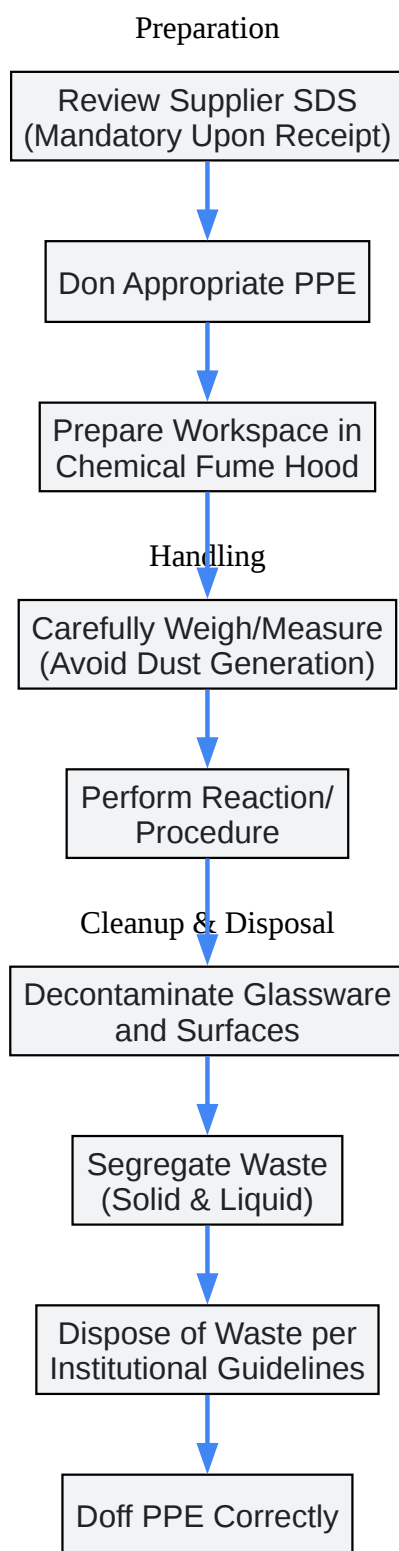 Preparation
Review Supplier SDS
(Mandatory Upon Receipt)
Don Appropriate PPE
Prepare Workspace in
Chemical Fume Hood
Handling
Carefully Weigh/Measure
(Avoid Dust Generation)
Perform Reaction/
Procedure
Cleanup & Disposal
Decontaminate Glassware
and Surfaces
Segregate Waste
(Solid & Liquid)
Dispose of Waste per
Institutional Guidelines
Doff PPE Correctly